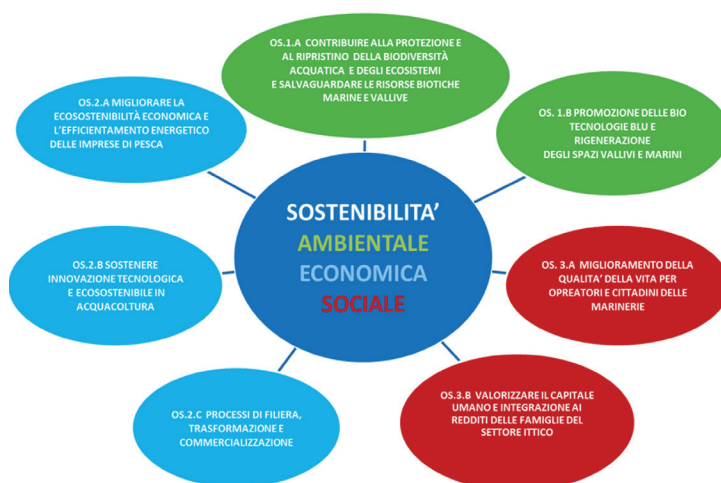 OS.1.A CONTRIBUIRE ALLA PROTEZIONE E
AL RIPRISTINO DELLA BIODIVERSITÀ
ACQUATICA E DEGLI ECOSISTEMI
E SALVAGUARDARE LE RISORSE BIOTICHE
MARINE E VALLIVE
OS.2.A MIGLIORARE LA
ECOSOSTENIBILITÀ ECONOMICA E
L'EFFICIENTAMENTO ENERGETICO
DELLE IMPRESE DI PESCA
OS. 1.B PROMOZIONE DELLE BIO
TECNOLOGIE BLU E
RIGENERAZIONE
DEGLI SPAZI VALLIVI E MARINI
SOSTENIBILITA'
AMBIENTALE
ECONOMICA
SOCIALE
OS.2.B SOSTENERE
INNOVAZIONE TECNOLOGICA
E ECOSOSTENIBILE IN
ACQUACOLTURA
OS. 3.A MIGLIORAMENTO DELLA
QUALITA' DELLA VITA PER
OPREATORI E CITTADINI DELLE
MARINERIE
OS.2.C PROCESSI DI FILIERA,
TRASFORMAZIONE E
COMMERCIALIZZAZIONE
OS.3.B VALORIZZARE IL CAPITALE
UMANO E INTEGRAZIONE AI
REDDITI DELLE FAMIGLIE DEL
SETTORE ITTICO